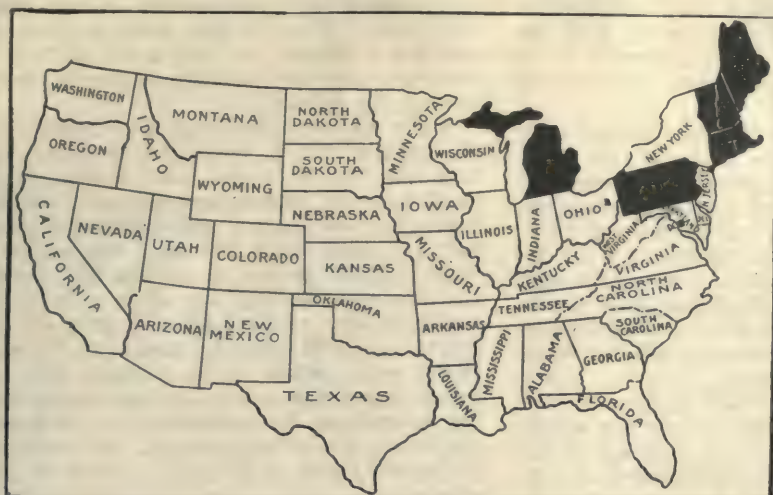 WASHINGTON
OREGON
CALIFORNIA
IDAHO
NEVADA
MONTANA
WYOMING
UTAH
ARIZONA
COLORADO
NEW
MEXICO
NORTH
DAKOTA
SOUTH
DAKOTA
NEBRASKA
KANSAS
OKLAHOMA
TEXAS
MINNESOTA
IOWA
MISSOURI
ARKANSAS
LOUISIANA
WISCONSIN
ILLINOIS
INDIANA
OHIO
KENTUCKY
TENNESSEE
MISSISSIPPI
ALABAMA
GEORGIA
FLORIDA
SOUTH
CAROLINA
NORTH
CAROLINA
VIRGINIA
WEST
VIRGINIA
NEW YORK
N. JERSEY